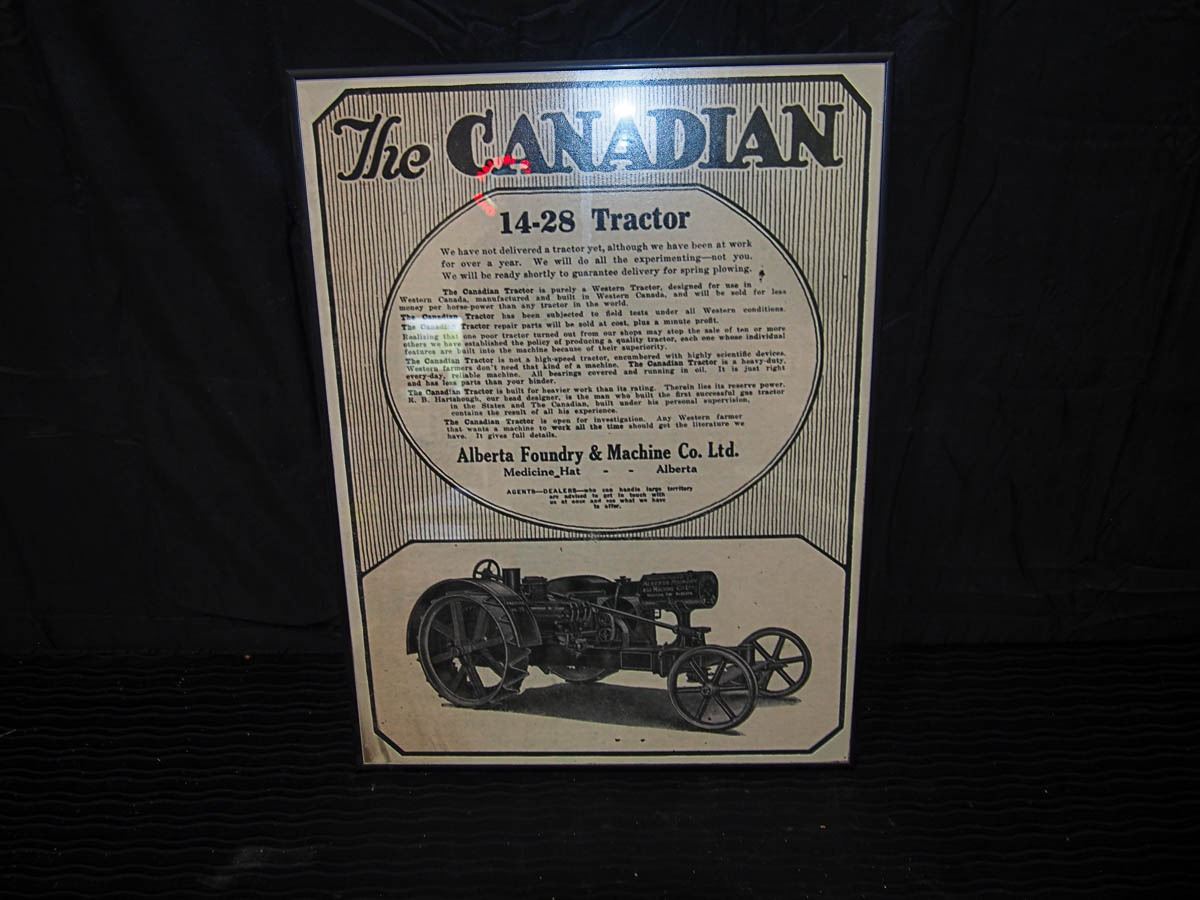 The CANADIAN
14-28 Tractor
We have not delivered a tractor yet, although we have been at work
for over a year. We will do all the experimenting—not you.
We will be ready shortly to guarantee delivery for spring plowing.
The Canadian Tractor is purely a Western Tractor, designed for use in
Western Canada, manufactured and built in Western Canada, and will be sold for less
money per horse-power than any tractor in the world.
The Canadian Tractor has been subjected to field tests under all Western conditions.
The Canadian Tractor repair parts will be sold at cost, plus a minute profit.
Realizing that one poor tractor turned out from our shops may stop the sale of ten or more
others we have established the policy of producing a quality tractor, each one whose individual
features are built into the machine because of their superiority.
The Canadian Tractor is not a high-speed tractor, encumbered with highly scientific devices.
Western farmers don't need that kind of a machine. The Canadian Tractor is a heavy-duty,
every-day, reliable machine. All bearings covered and running in oil. It is just right
and has less parts than your binder.
The Canadian Tractor is built for heavier work than its rating. Therein lies its reserve power.
K. B. Hartshough, our head designer, is the man who built the first successful gas tractor
in the States and The Canadian, built under his personal supervision,
contains the result of all his experience.
The Canadian Tractor is open for investigation. Any Western farmer
that wants a machine to work all the time should get the literature we
have. It gives full details.
Alberta Foundry & Machine Co. Ltd.
Medicine Hat - - Alberta
AGENTS—DEALERS—who can handle large territory
are advised to get in touch with
us at once and see what we have
to offer.
ALBERTA FOUNDRY
AND MACHINE CO. LTD.
MEDICINE HAT ALBERTA